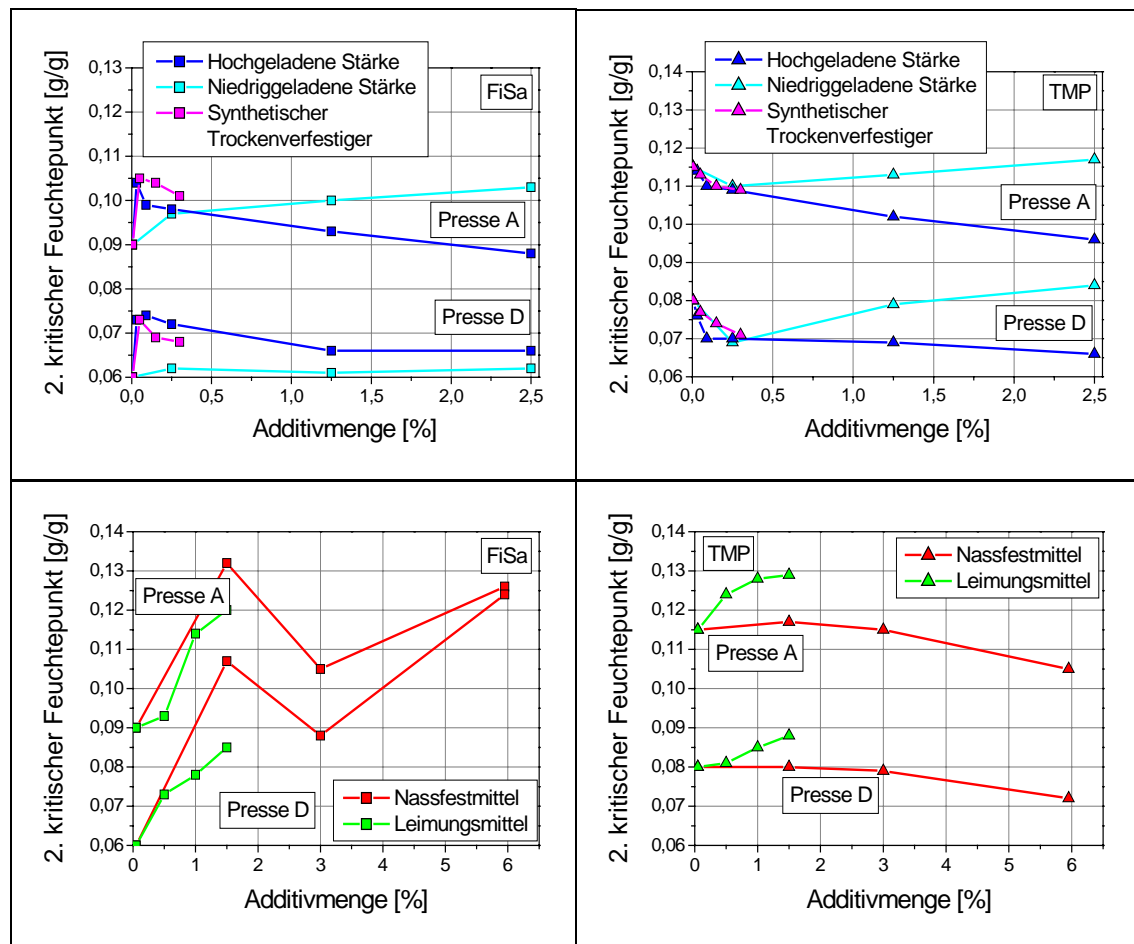 Hochgeladene Stärke
Niedriggeladene Stärke
Synthetischer
Trockenverfestiger
FiSa
0,13
0,12
0,11
0,10
0,09
0,08
0,07
0,06
2. kritischer Feuchtepunkt [g/g]
Presse A
Presse D
0,0 0,5 1,0 1,5 2,0 2,5
Additivmenge [%]
Hochgeladene Stärke
Niedriggeladene Stärke
Synthetischer
Trockenverfestiger
TMP
0,14
0,13
0,12
0,11
0,10
0,09
0,08
0,07
0,06
2. kritischer Feuchtepunkt [g/g]
Presse A
Presse D
0,0 0,5 1,0 1,5 2,0 2,5
Additivmenge [%]
0,14
0,13
0,12
0,11
0,10
0,09
0,08
0,07
0,06
2. kritischer Feuchtepunkt [g/g]
FiSa
Presse A
Presse D
Nassfestmittel
Leimungsmittel
0 1 2 3 4 5 6
Additivmenge [%]
0,14
0,13
0,12
0,11
0,10
0,09
0,08
0,07
0,06
2. kritischer Feuchtepunkt [g/g]
TMP
Nassfestmittel
Leimungsmittel
Presse A
Presse D
0 1 2 3 4 5 6
Additivmenge [%]